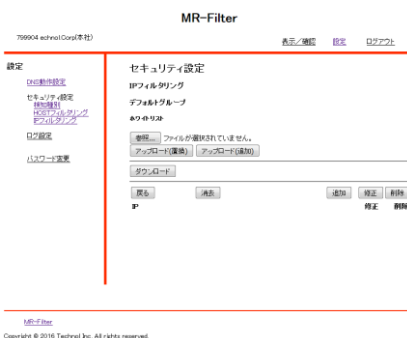 MR-Filter
799904 echnol Corp(本社)
表示／確認 設定 ログアウト
設定
DNS動作設定
セキュリティ設定
検知種別
HOSTフィルタリング
IPフィルタリング
ログ設定
パスワード変更
セキュリティ設定
IPフィルタリング
デフォルトグループ
ホワイトリスト
参照... ファイルが選択されていません。
アップロード(置換) アップロード(追加)
ダウンロード
戻る 消去 追加 修正 削除
IP 修正 削除
MR-Filter
Copyright © 2016 Technol Inc. All rights reserved.